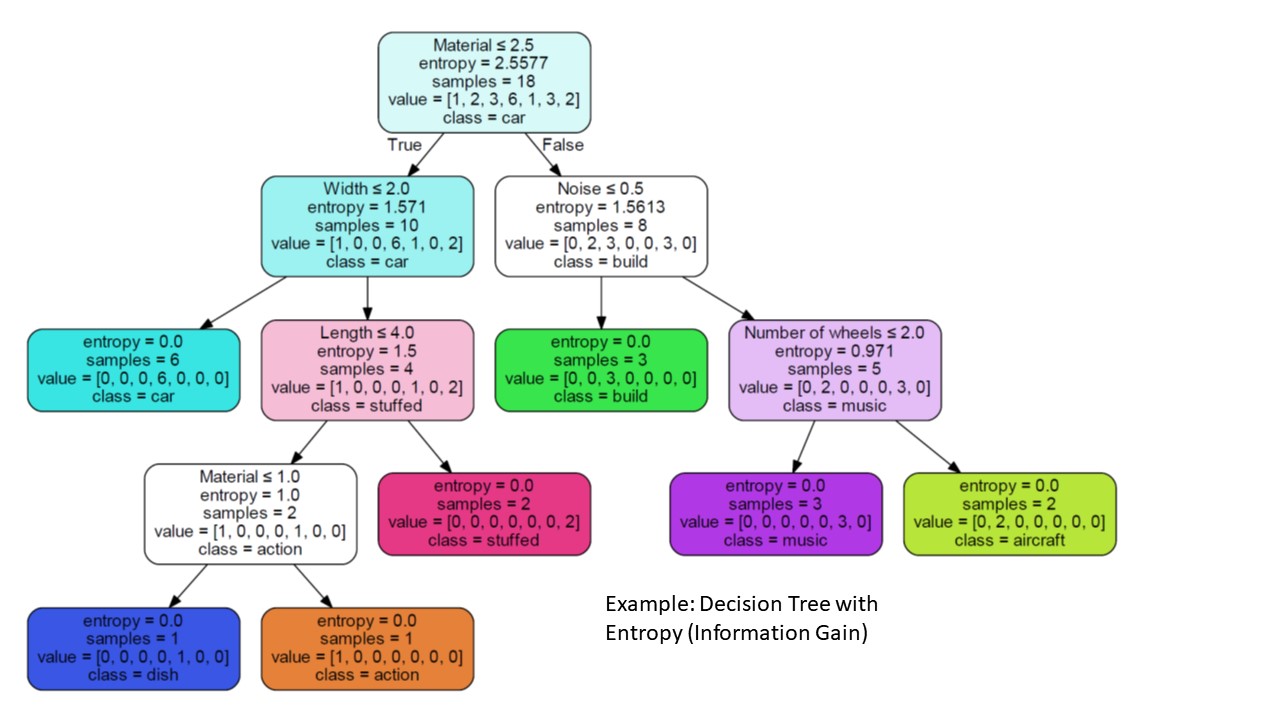 Material ≤ 2.5
entropy = 2.5577
samples = 18
value = [1, 2, 3, 6, 1, 3, 2]
class = car
True
False
Width ≤ 2.0
entropy = 1.571
samples = 10
value = [1, 0, 0, 6, 1, 0, 2]
class = car
Noise ≤ 0.5
entropy = 1.5613
samples = 8
value = [0, 2, 3, 0, 0, 3, 0]
class = build
entropy = 0.0
samples = 6
value = [0, 0, 0, 6, 0, 0, 0]
class = car
Length ≤ 4.0
entropy = 1.5
samples = 4
value = [1, 0, 0, 0, 1, 0, 2]
class = stuffed
entropy = 0.0
samples = 3
value = [0, 0, 3, 0, 0, 0, 0]
class = build
Number of wheels ≤ 2.0
entropy = 0.971
samples = 5
value = [0, 2, 0, 0, 0, 3, 0]
class = music
Material ≤ 1.0
entropy = 1.0
samples = 2
value = [1, 0, 0, 0, 1, 0, 0]
class = action
entropy = 0.0
samples = 2
value = [0, 0, 0, 0, 0, 0, 2]
class = stuffed
entropy = 0.0
samples = 3
value = [0, 0, 0, 0, 0, 3, 0]
class = music
entropy = 0.0
samples = 2
value = [0, 2, 0, 0, 0, 0, 0]
class = aircraft
entropy = 0.0
samples = 1
value = [0, 0, 0, 0, 1, 0, 0]
class = dish
entropy = 0.0
samples = 1
value = [1, 0, 0, 0, 0, 0, 0]
class = action
Example: Decision Tree with
Entropy (Information Gain)